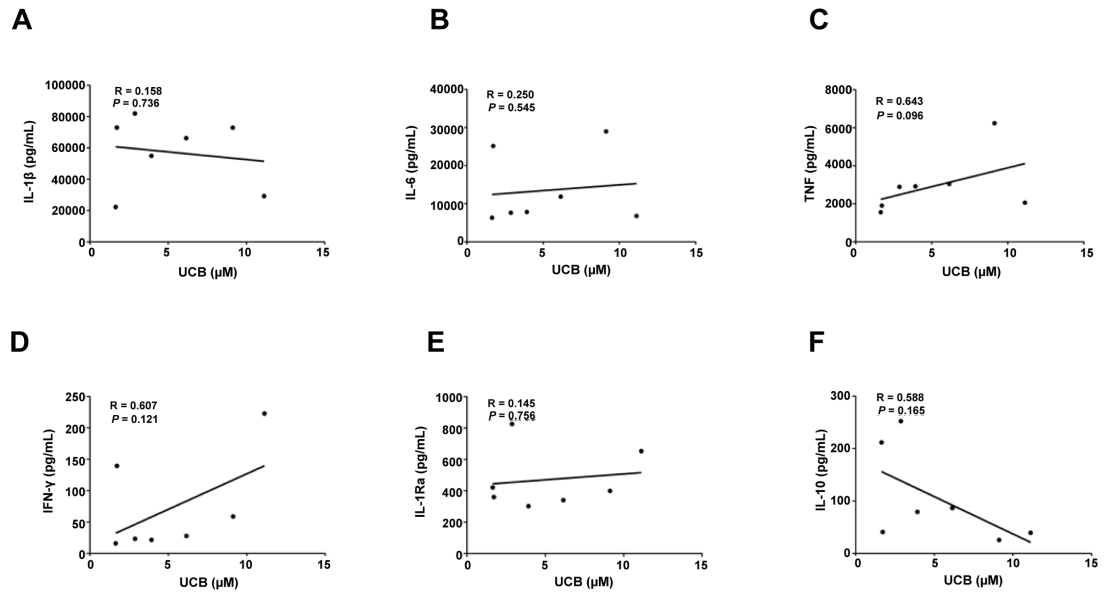 A
B
C
R = 0.158
P = 0.736
IL-1β (pg/mL)
100000
80000
60000
40000
20000
0
0 5 10 15
UCB (µM)
R = 0.250
P = 0.545
IL-6 (pg/mL)
40000
30000
20000
10000
0
0 5 10 15
UCB (µM)
R = 0.643
P = 0.096
TNF (pg/mL)
8000
6000
4000
2000
0
0 5 10 15
UCB (µM)
D
E
F
R = 0.607
P = 0.121
IFN-γ (pg/mL)
250
200
150
100
50
0
0 5 10 15
UCB (µM)
R = 0.145
P = 0,756
IL-1Ra (pg/mL)
1000
800
600
400
200
0
0 5 10 15
UCB (µM)
R = 0.588
P = 0.165
IL-10 (pg/mL)
300
200
100
0
0 5 10 15
UCB (µM)